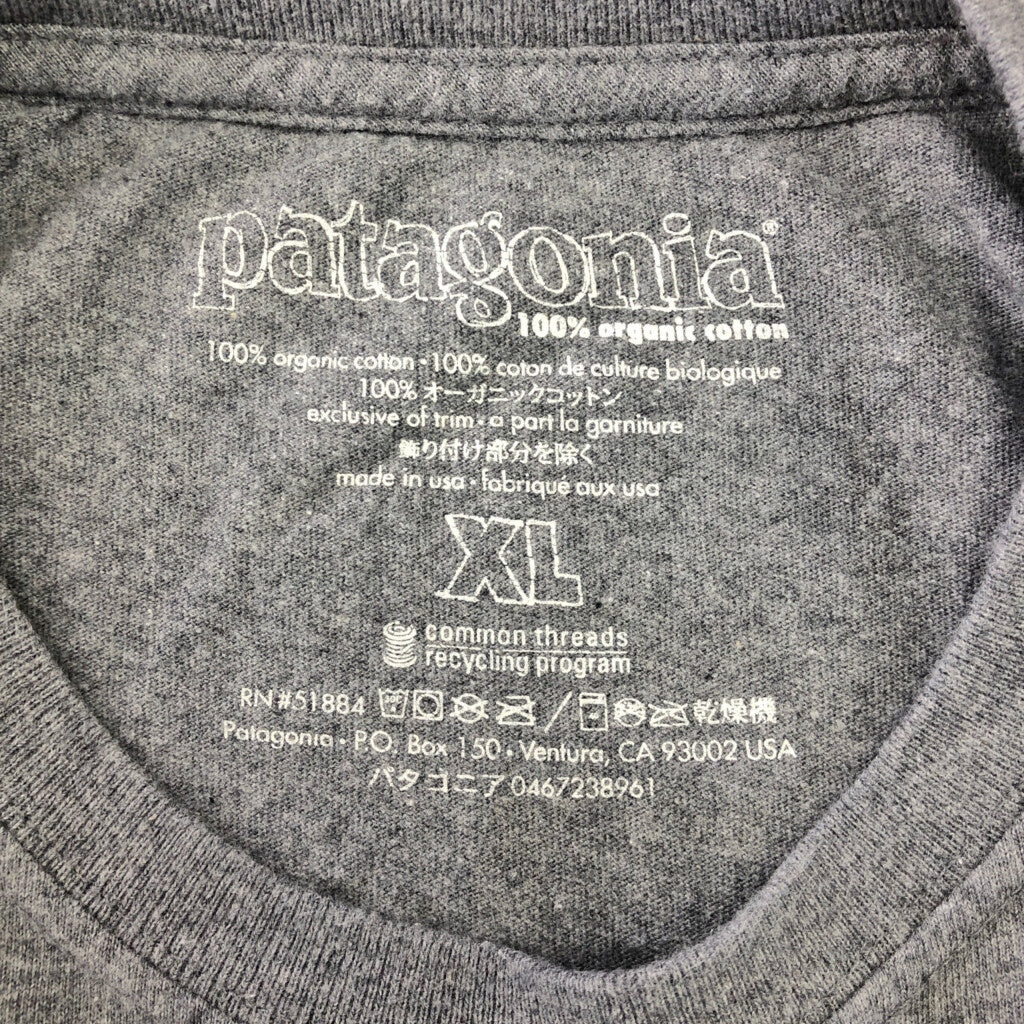 patagonia®
100% organic cotton
100% organic cotton • 100% coton de culture biologique
100% オーガニックコットン
exclusive of trim • a part la garniture
飾り付け部分を除く
made in usa • fabriqué aux usa
XL
common threads
recycling program
RN #51884 / 乾燥機
Patagonia • P.O. Box 150 • Ventura, CA 93002 USA
パタゴニア 0467238961